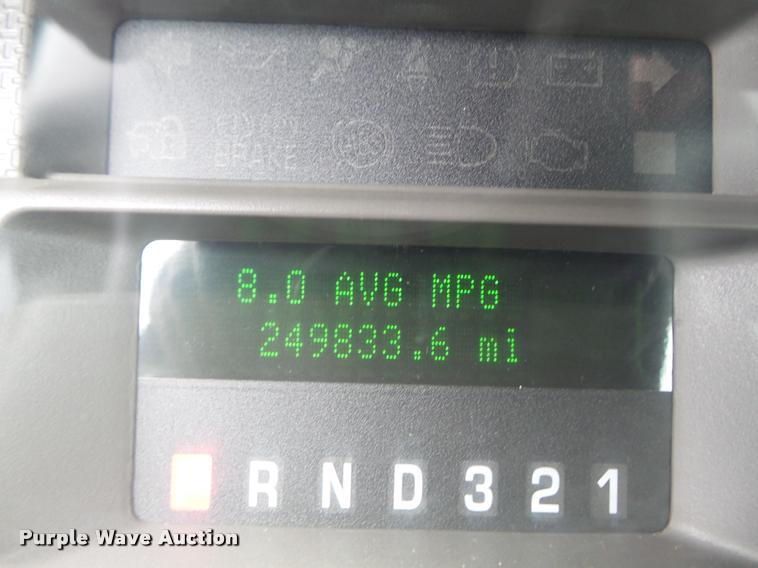 BRAKE
8.0 AVG MPG
249833.6 mi
R N D 3 2 1
Purple Wave Auction